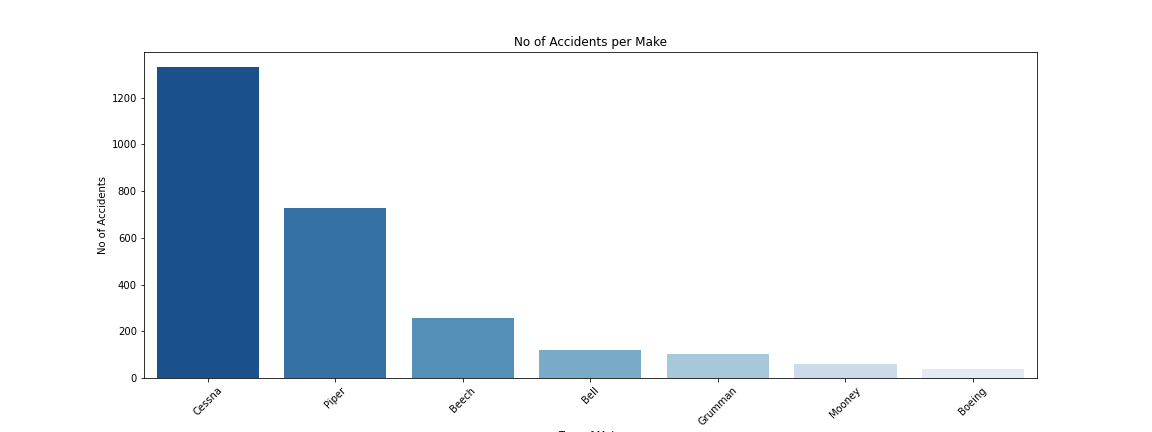 No of Accidents per Make
No of Accidents
1200
1000
800
600
400
200
0
Cessna
Piper
Beech
Bell
Grumman
Mooney
Boeing